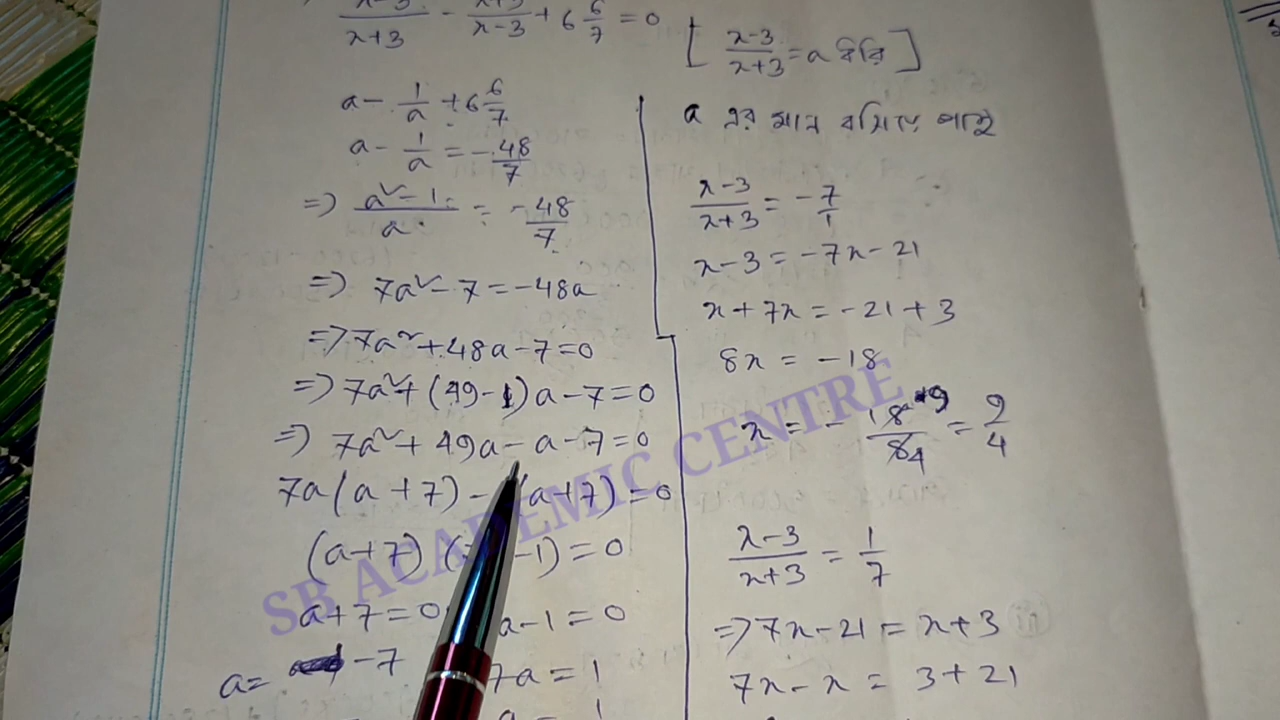 x-3/x+3 - x+3/x-3 + 6 6/7 = 0
a - 1/a + 6 6/7
a - 1/a = -48/7
=> a² - 1/a = -48/7
=> 7a² - 7 = -48a
=> 7a² + 48a - 7 = 0
=> 7a² + (49-1)a - 7 = 0
=> 7a² + 49a - a - 7 = 0
7a(a+7) - (a+7) = 0
(a+7)( -1) = 0
a+7 = 0 a-1 = 0
a = -7 7a = 1
a = 1
[x-3/x+3 = a ধরি]
a এর মান বসিলে পাই
x-3/x+3 = -7/1
x-3 = -7x-21
x+7x = -21+3
8x = -18
x = -18 9/8 4 = 9/4
x-3/x+3 = 1/7
=> 7x-21 = x+3
7x-x = 3+21
SB ACADEMIC CENTRE